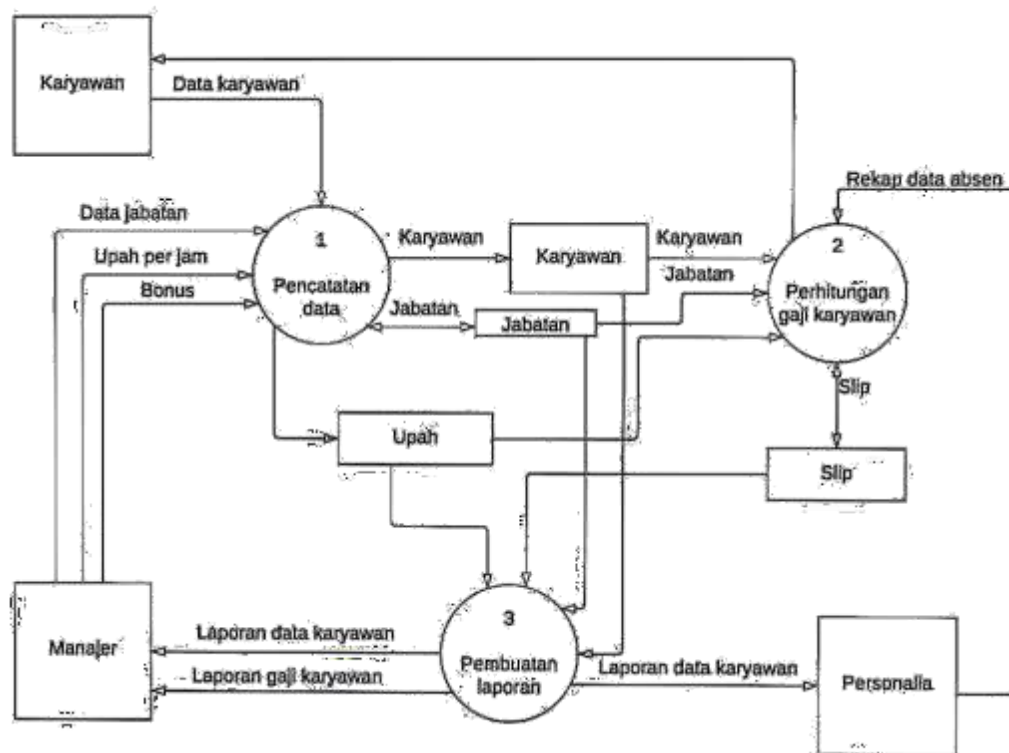 Karyawan
Data karyawan
Rekap data absen
Data jabatan
Upah per jam
Bonus
1
Pencatatan
data
Karyawan
Karyawan
Karyawan
Jabatan
Jabatan
Jabatan
2
Perhitungan
gaji karyawan
Upah
Slip
Slip
Manajer
Laporan data karyawan
Laporan gaji karyawan
3
Pembuatan
laporan
Laporan data karyawan
Personalia